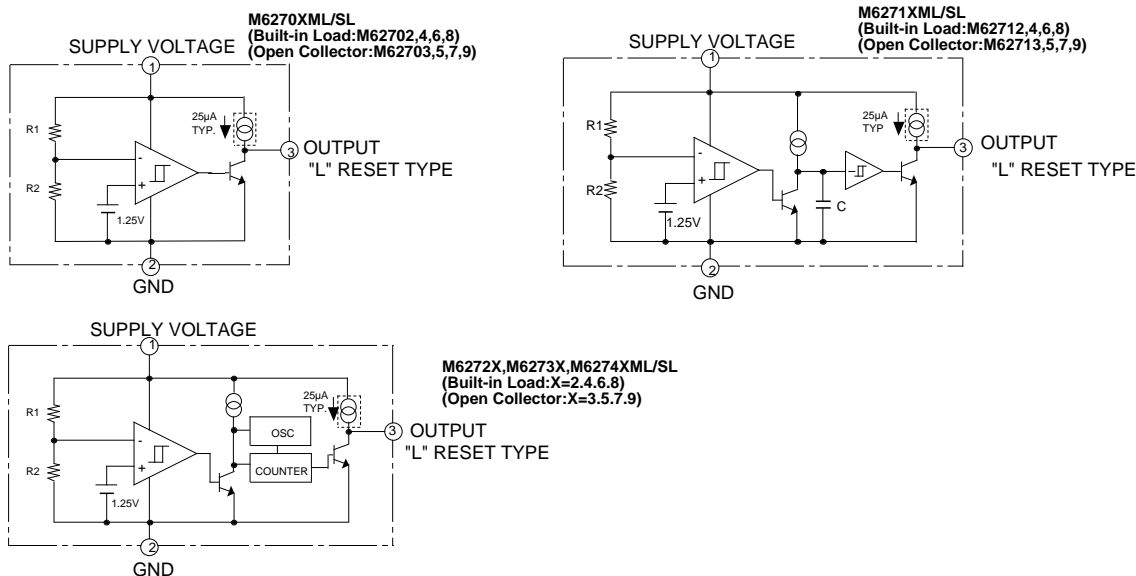 M6270XML/SL
(Built-in Load:M62702,4,6,8)
(Open Collector:M62703,5,7,9)
SUPPLY VOLTAGE
1
R1
25µA
TYP.
3
OUTPUT
"L" RESET TYPE
-
+
R2
1.25V
2
GND
M6271XML/SL
(Built-in Load:M62712,4,6,8)
(Open Collector:M62713,5,7,9)
SUPPLY VOLTAGE
1
R1
25µA
TYP
3
OUTPUT
"L" RESET TYPE
-
+
R2
C
1.25V
2
GND
SUPPLY VOLTAGE
1
M6272X,M6273X,M6274XML/SL
(Built-in Load:X=2.4.6.8)
(Open Collector:X=3.5.7.9)
R1
25µA
TYP.
OSC
3
OUTPUT
"L" RESET TYPE
-
+
R2
COUNTER
1.25V
2
GND